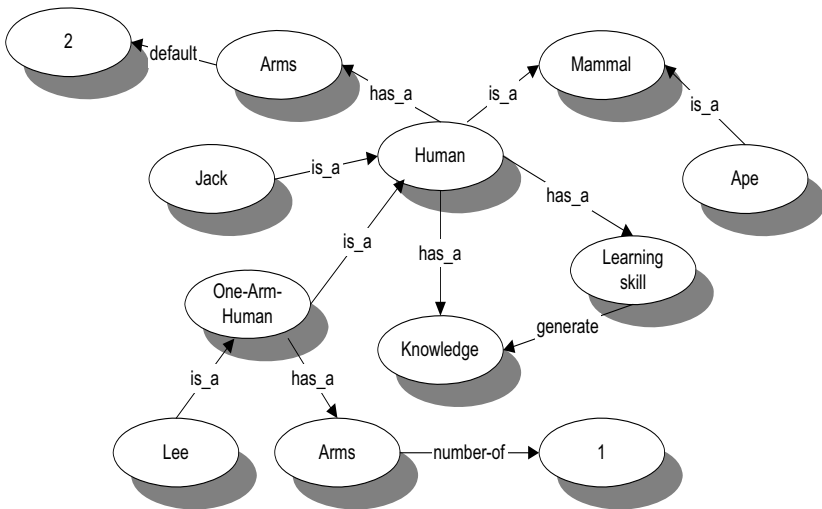 2
default
Arms
Mammal
has_a
is_a
is_a
Human
Jack
is_a
Ape
has_a
is_a
has_a
Learning
skill
One-Arm-
Human
generate
Knowledge
is_a
has_a
Lee
Arms
number-of
1